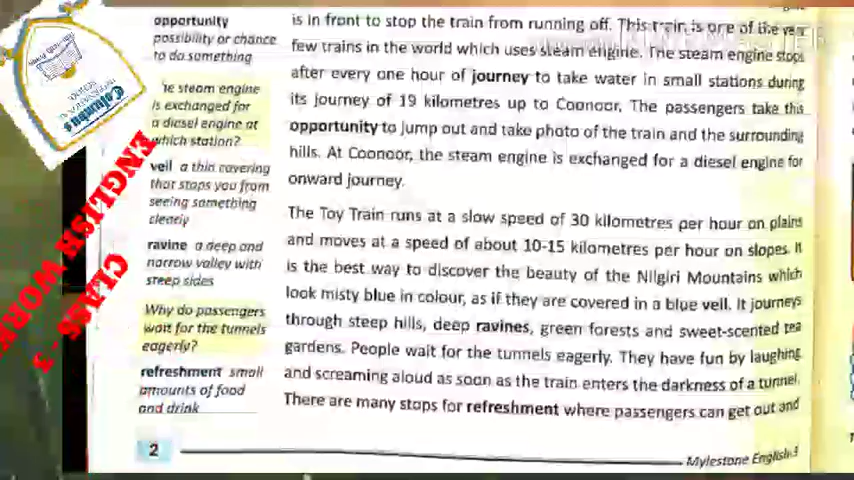 opportunity
possibility or chance
to do something
he steam engine
is exchanged for
a diesel engine at
which station?
veil a thin covering
that stops you from
seeing something
clearly
ravine a deep and
narrow valley with
steep sides
Why do passengers
wait for the tunnels
eagerly?
refreshment small
amounts of food
and drink
is in front to stop the train from running off. This train is one of the very
few trains in the world which uses steam engine. The steam engine stops
after every one hour of journey to take water in small stations during
its journey of 19 kilometres up to Coonoor. The passengers take this
opportunity to jump out and take photo of the train and the surrounding
hills. At Coonoor, the steam engine is exchanged for a diesel engine for
onward journey.
The Toy Train runs at a slow speed of 30 kilometres per hour on plains
and moves at a speed of about 10-15 kilometres per hour on slopes. It
is the best way to discover the beauty of the Nilgiri Mountains which
look misty blue in colour, as if they are covered in a blue veil. It journeys
through steep hills, deep ravines, green forests and sweet-scented tea
gardens. People wait for the tunnels eagerly. They have fun by laughing
and screaming aloud as soon as the train enters the darkness of a tunnel.
There are many stops for refreshment where passengers can get out and
2
Mylestone English-3
Columbus
SCHOOL
ENGLISH WOR
CLASS - 3